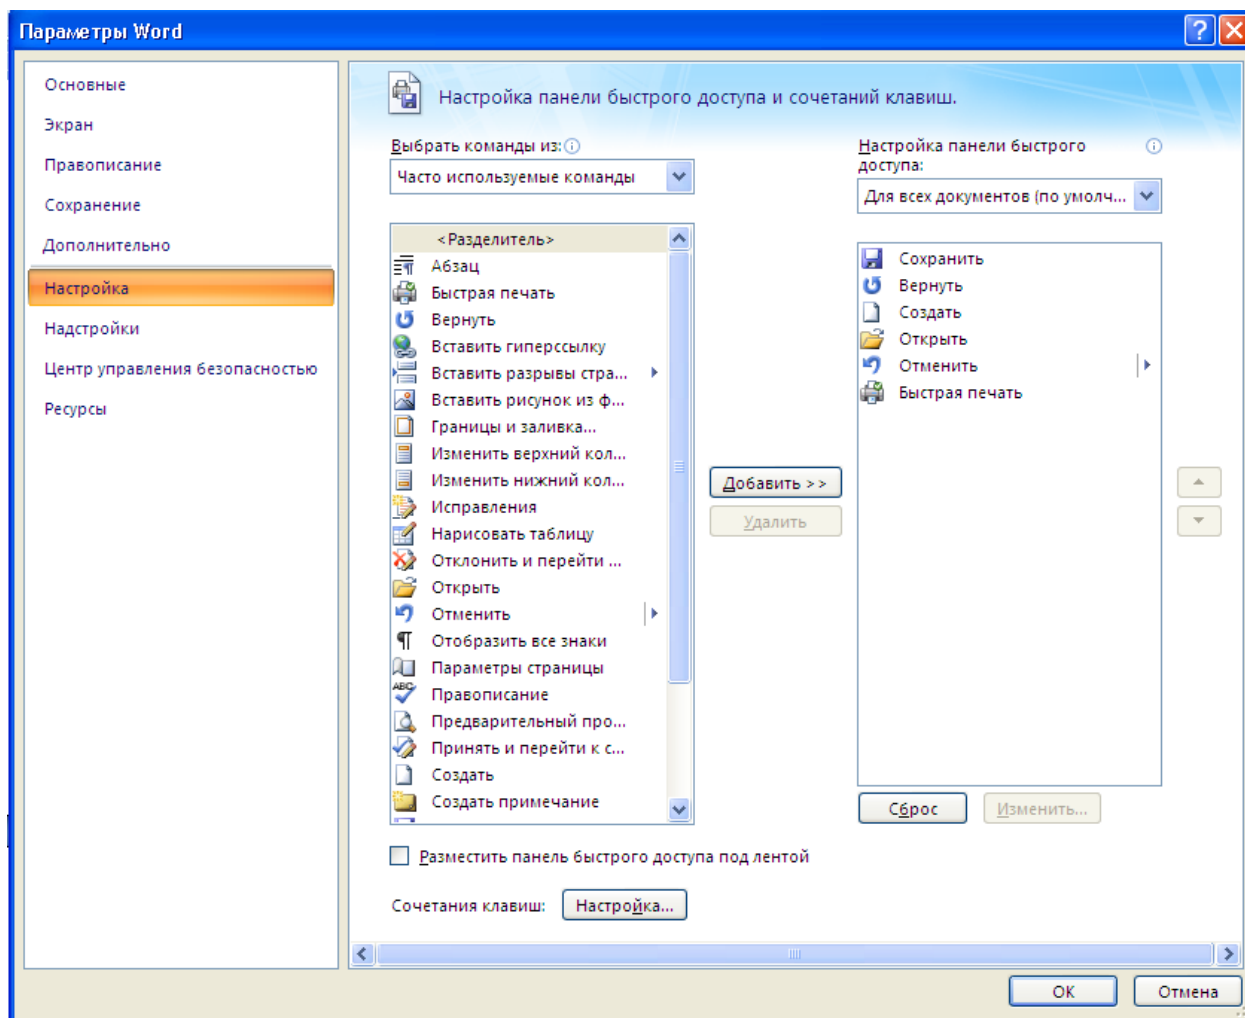 Параметры Word
Основные
Экран
Правописание
Сохранение
Дополнительно
Настройка
Надстройки
Центр управления безопасностью
Ресурсы
Настройка панели быстрого доступа и сочетаний клавиш.
Выбрать команды из:
Часто используемые команды
<Разделитель>
Абзац
Быстрая печать
Вернуть
Вставить гиперссылку
Вставить разрывы стра...
Вставить рисунок из ф...
Границы и заливка...
Изменить верхний кол...
Изменить нижний кол...
Исправления
Нарисовать таблицу
Отклонить и перейти ...
Открыть
Отменить
Отобразить все знаки
Параметры страницы
Правописание
Предварительный про...
Принять и перейти к с...
Создать
Создать примечание
Добавить >>
Удалить
Настройка панели быстрого
доступа:
Для всех документов (по умолч...
Сохранить
Вернуть
Создать
Открыть
Отменить
Быстрая печать
Сброс
Изменить...
Разместить панель быстрого доступа под лентой
Сочетания клавиш:
Настройка...
ОК
Отмена